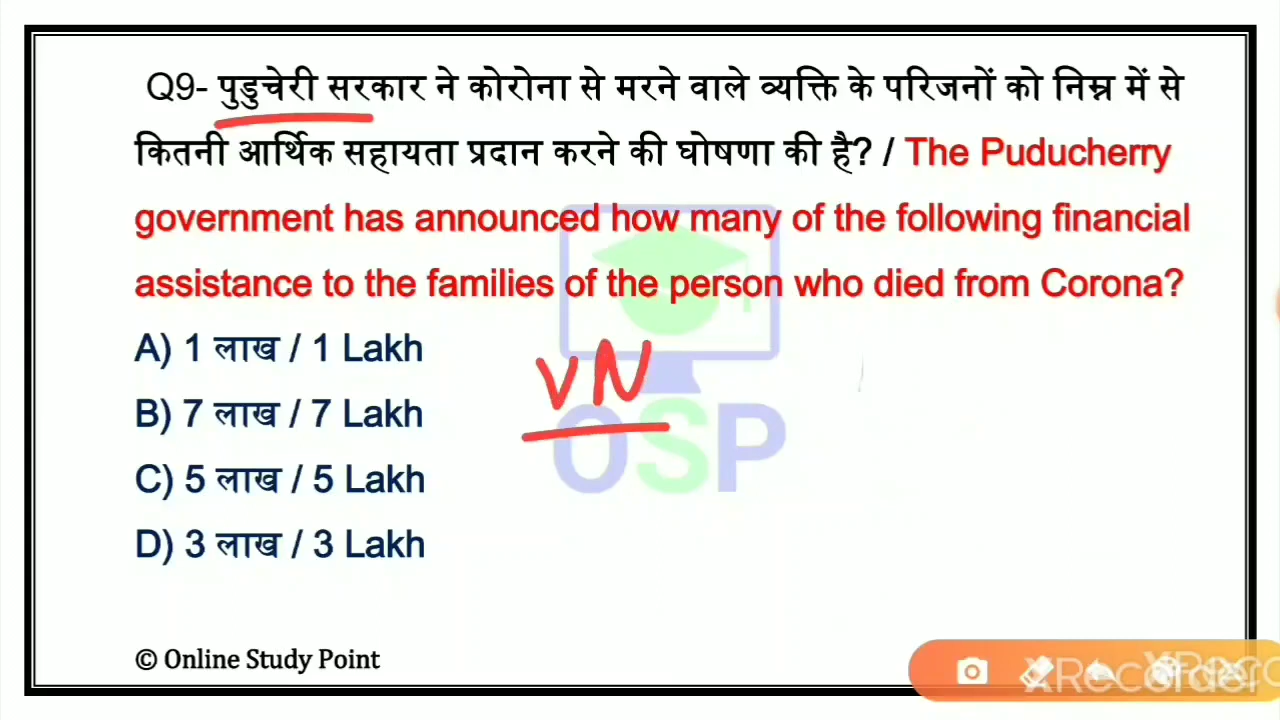 Q9- पुडुचेरी सरकार ने कोरोना से मरने वाले व्यक्ति के परिजनों को निम्न में से
कितनी आर्थिक सहायता प्रदान करने की घोषणा की है? / The Puducherry
government has announced how many of the following financial
assistance to the families of the person who died from Corona?
A) 1 लाख / 1 Lakh
VN
B) 7 लाख / 7 Lakh
OSP
C) 5 लाख / 5 Lakh
D) 3 लाख / 3 Lakh
© Online Study Point
XRecorder